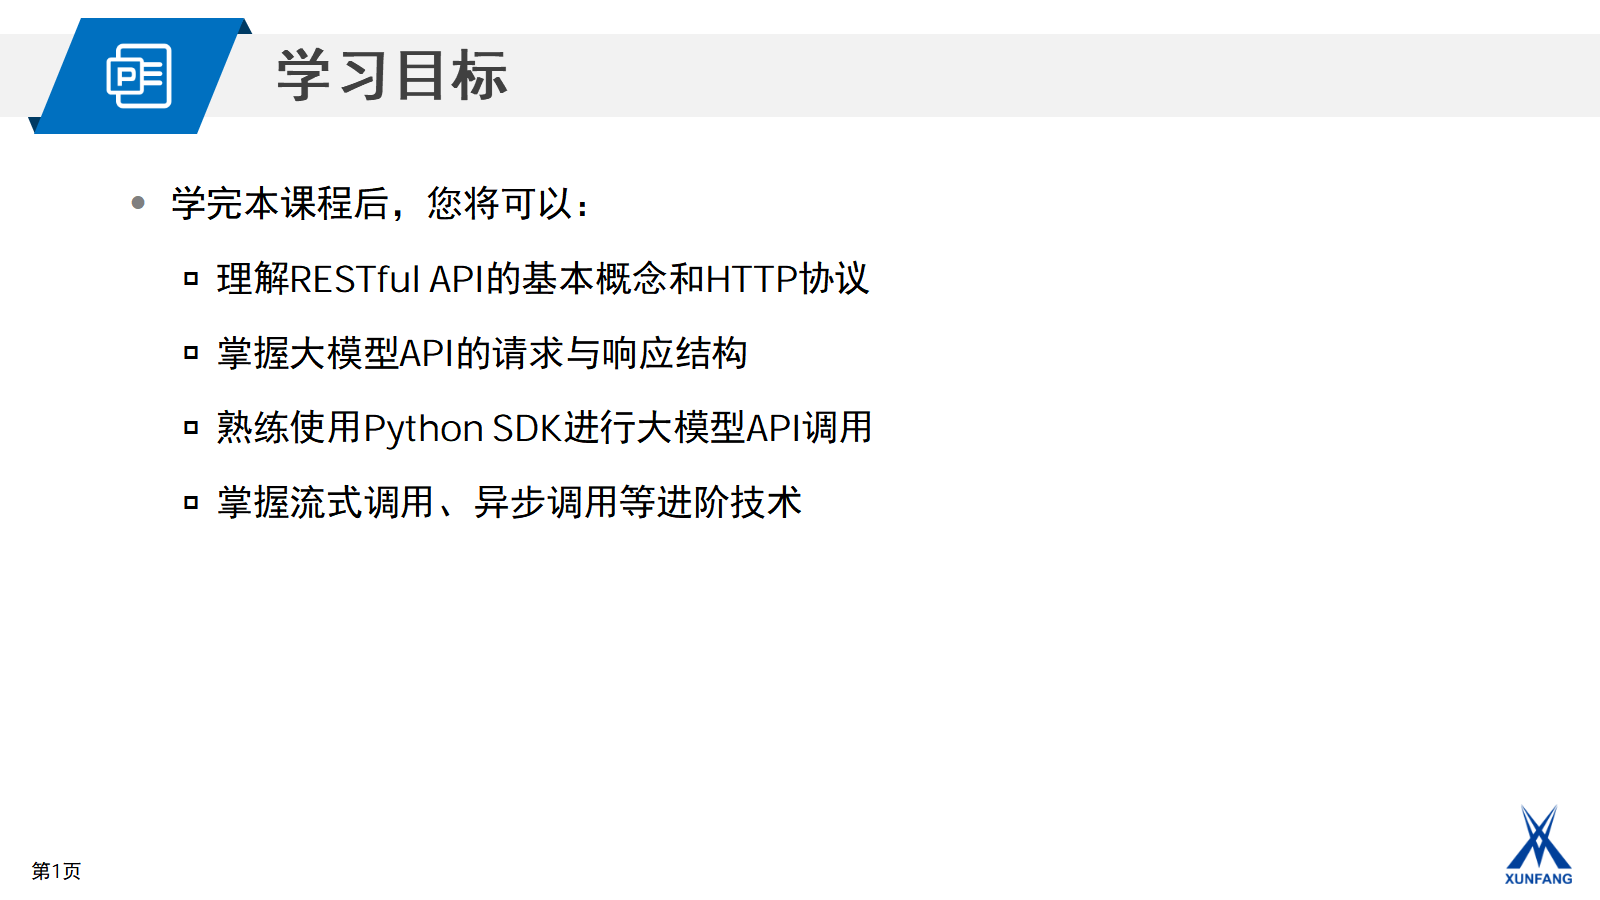 学习目标
学完本课程后，您将可以：
理解RESTful API的基本概念和HTTP协议
掌握大模型API的请求与响应结构
熟练使用Python SDK进行大模型API调用
掌握流式调用、异步调用等进阶技术
第1页
XUNFANG